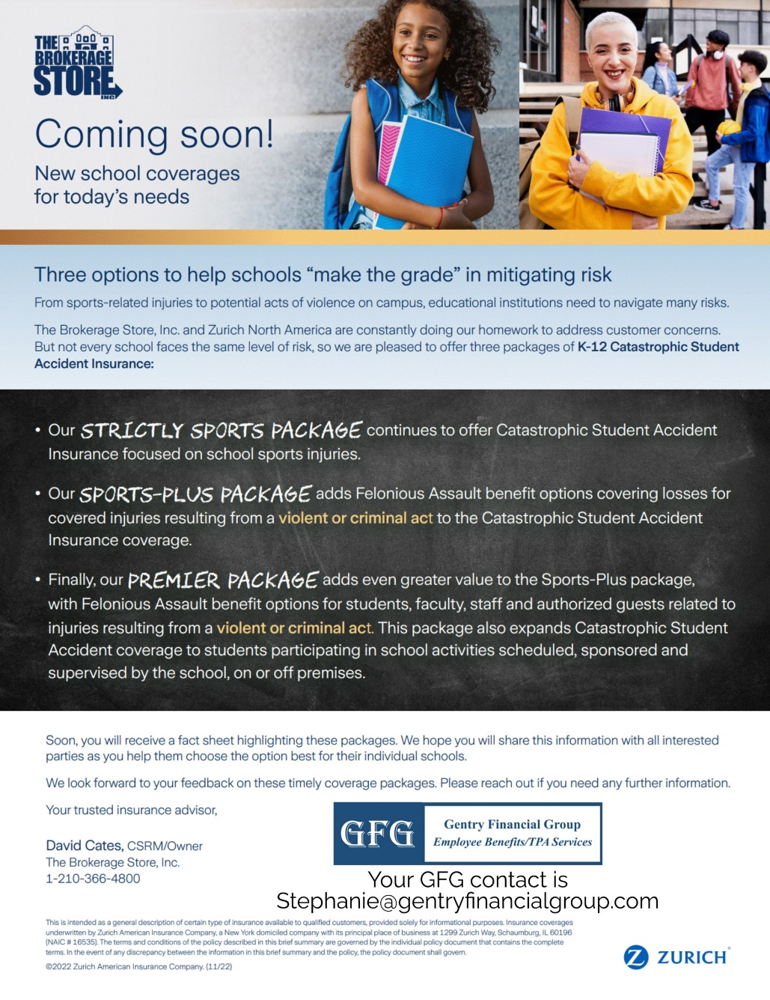 THE
BROKERAGE
STORE
INC
Coming soon!
New school coverages
for today's needs
Three options to help schools “make the grade” in mitigating risk
From sports-related injuries to potential acts of violence on campus, educational institutions need to navigate many risks.
The Brokerage Store, Inc. and Zurich North America are constantly doing our homework to address customer concerns.
But not every school faces the same level of risk, so we are pleased to offer three packages of K-12 Catastrophic Student
Accident Insurance:
• Our STRICTLY SPORTS PACKAGE continues to offer Catastrophic Student Accident
Insurance focused on school sports injuries.
• Our SPORTS-PLUS PACKAGE adds Felonious Assault benefit options covering losses for
covered injuries resulting from a violent or criminal act to the Catastrophic Student Accident
Insurance coverage.
• Finally, our PREMIER PACKAGE adds even greater value to the Sports-Plus package,
with Felonious Assault benefit options for students, faculty, staff and authorized guests related to
injuries resulting from a violent or criminal act. This package also expands Catastrophic Student
Accident coverage to students participating in school activities scheduled, sponsored and
supervised by the school, on or off premises.
Soon, you will receive a fact sheet highlighting these packages. We hope you will share this information with all interested
parties as you help them choose the option best for their individual schools.
We look forward to your feedback on these timely coverage packages. Please reach out if you need any further information.
Your trusted insurance advisor,
David Cates, CSRM/Owner
The Brokerage Store, Inc.
1-210-366-4800
GFG
Gentry Financial Group
Employee Benefits/TPA Services
Your GFG contact is
Stephanie@gentryfinancialgroup.com
This is intended as a general description of certain type of insurance available to qualified customers, provided solely for informational purposes. Insurance coverages
underwritten by Zurich American Insurance Company, a New York domiciled company with its principal place of business at 1299 Zurich Way, Schaumburg, IL 60196
(NAIC # 16535). The terms and conditions of the policy described in this brief summary are governed by the individual policy document that contains the complete
terms. In the event of any discrepancy between the information in this brief summary and the policy, the policy document shall govern.
©2022 Zurich American Insurance Company. (11/22)
Z ZURICH®